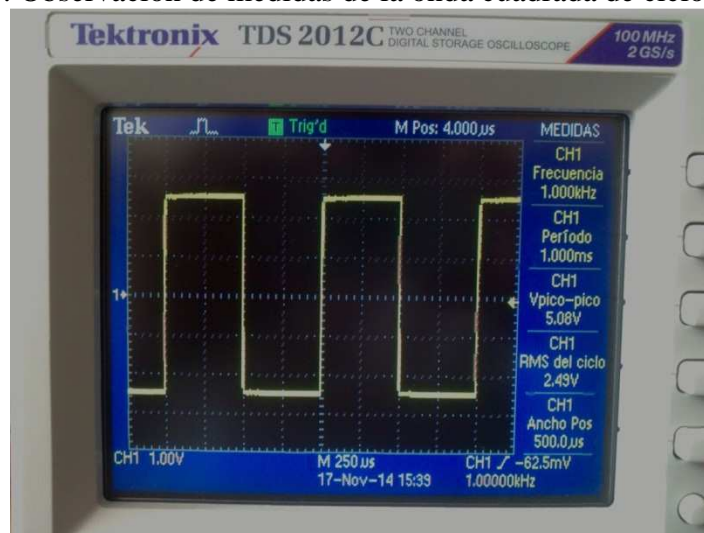 Tektronix TDS 2012C TWO CHANNEL DIGITAL STORAGE OSCILLOSCOPE
100 MHz
2 GS/s
Tek T Trig'd M Pos: 4.000µs MEDIDAS
CH1
Frecuencia
1.000kHz
CH1
Período
1.000ms
1
CH1
Vpico-pico
5.08V
CH1
RMS del ciclo
2.49V
CH1
Ancho Pos
500.0µs
CH1 1.00V M 250µs CH1 -62.5mV
17-Nov-14 15:39 1.00000kHz